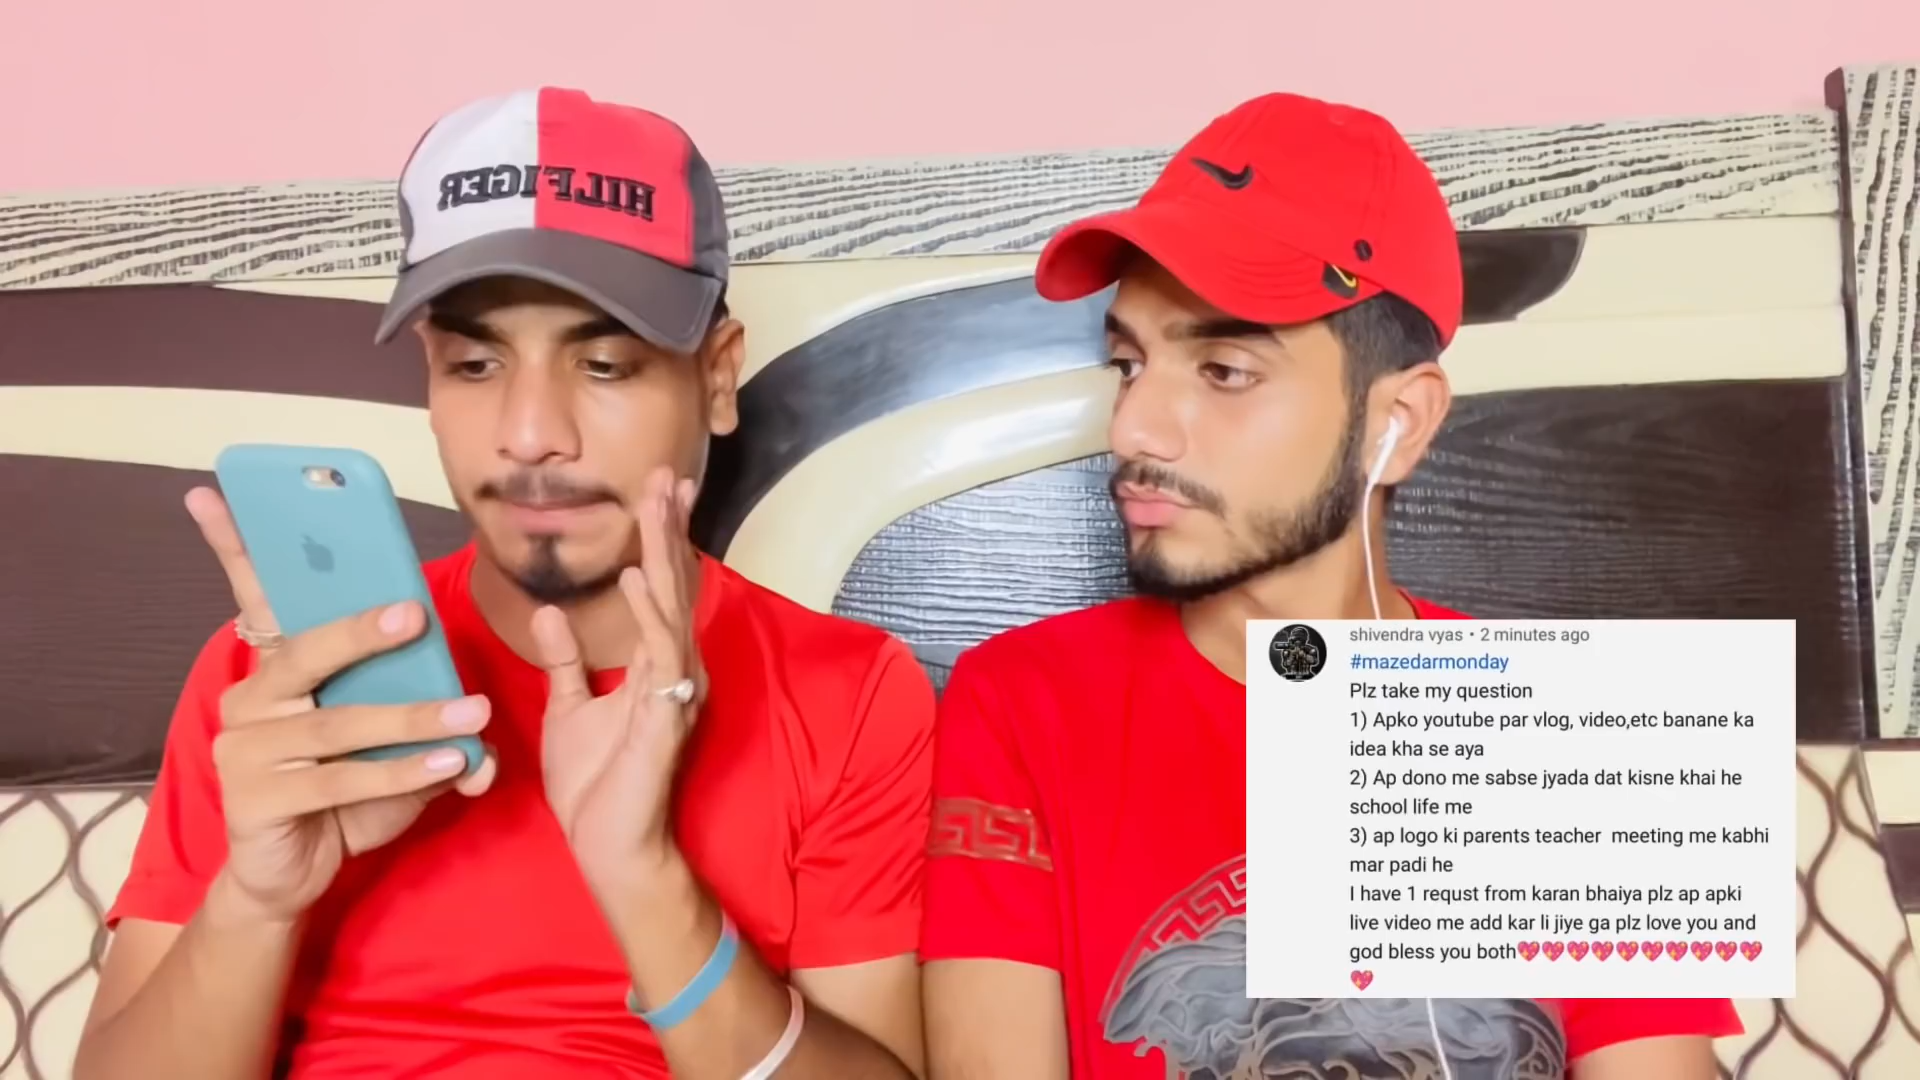 HILFIGER
shivendra vyas • 2 minutes ago
#mazedarmonday
Plz take my question
1) Apko youtube par vlog, video,etc banane ka
idea kha se aya
2) Ap dono me sabse jyada dat kisne khai he
school life me
3) ap logo ki parents teacher meeting me kabhi
mar padi he
I have 1 requst from karan bhaiya plz ap apki
live video me add kar li jiye ga plz love you and
god bless you both💖💖💖💖💖💖💖💖💖💖
💖